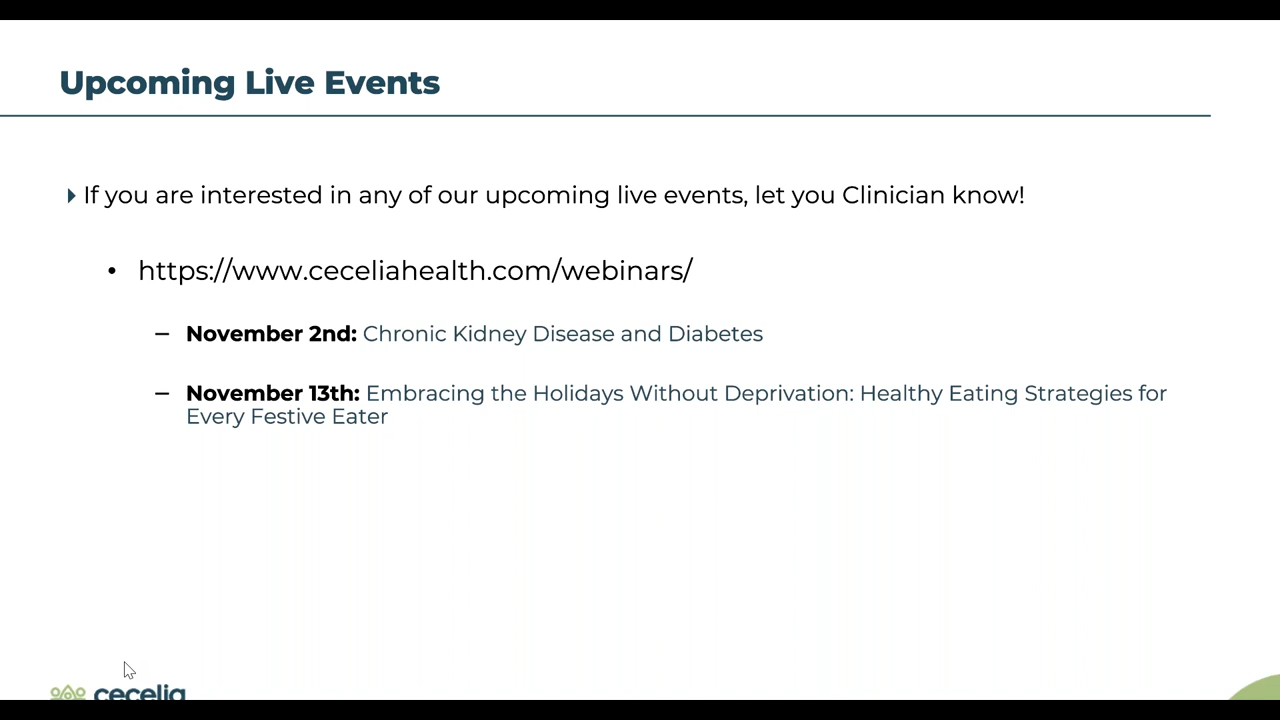 Upcoming Live Events
If you are interested in any of our upcoming live events, let you Clinician know!
• https://www.ceceliahealth.com/webinars/
– November 2nd: Chronic Kidney Disease and Diabetes
– November 13th: Embracing the Holidays Without Deprivation: Healthy Eating Strategies for
Every Festive Eater
cecelia